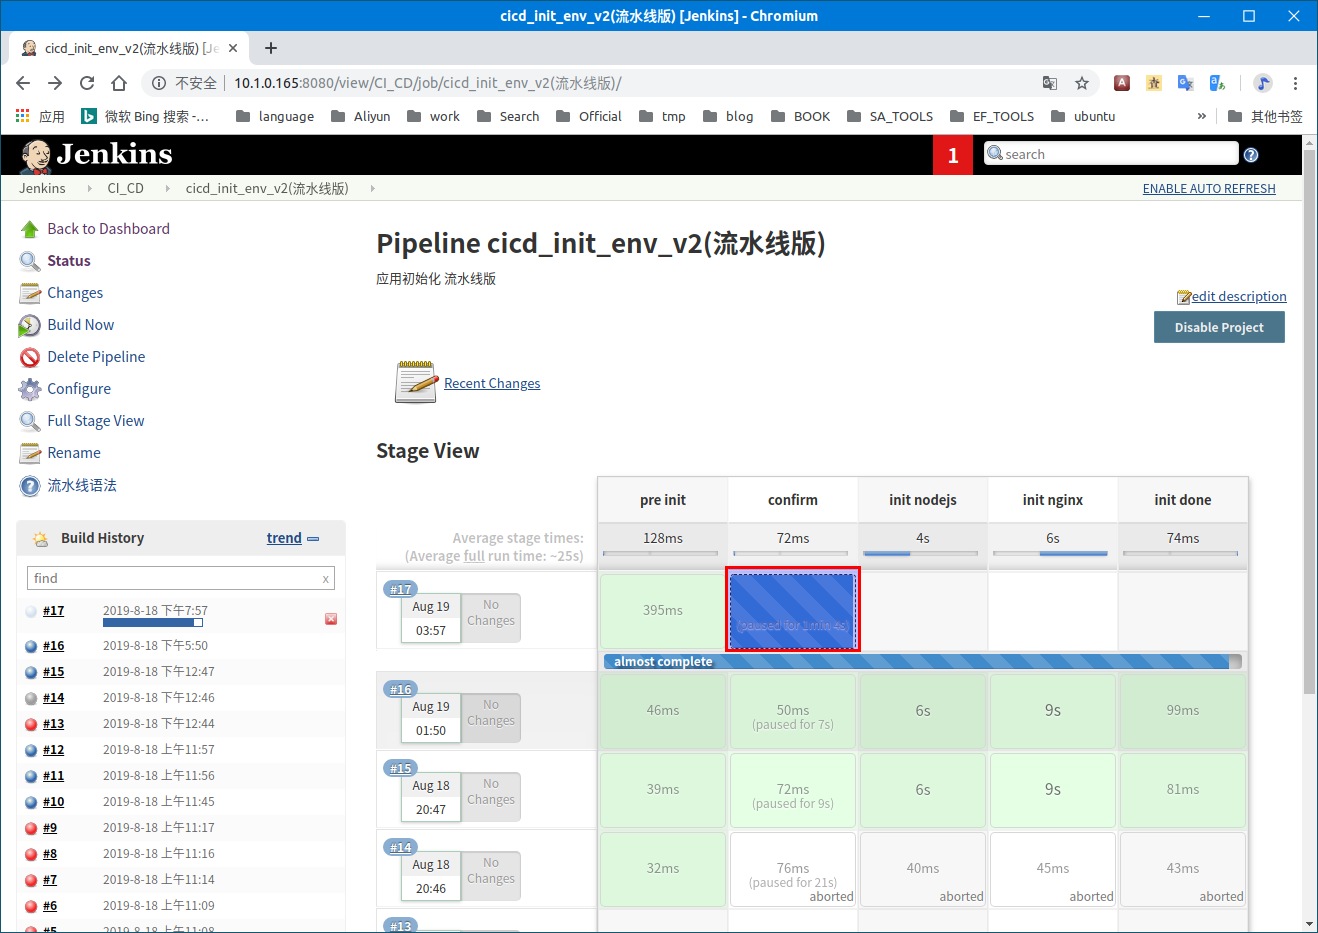 cicd_init_env_v2(流水线版) [Jenkins] - Chromium
cicd_init_env_v2(流水线版) [Je
不安全 10.1.0.165:8080/view/CI_CD/job/cicd_init_env_v2(流水线版)/
应用 微软 Bing 搜索 -... language Aliyun work Search Official tmp blog BOOK SA_TOOLS EF_TOOLS ubuntu » 其他书签
Jenkins 1 search
Jenkins CI_CD cicd_init_env_v2(流水线版) ENABLE AUTO REFRESH
Back to Dashboard
Status
Changes
Build Now
Delete Pipeline
Configure
Full Stage View
Rename
流水线语法
Build History trend
find x
#17 2019-8-18 下午7:57
#16 2019-8-18 下午5:50
#15 2019-8-18 下午12:47
#14 2019-8-18 下午12:46
#13 2019-8-18 下午12:44
#12 2019-8-18 上午11:57
#11 2019-8-18 上午11:56
#10 2019-8-18 上午11:45
#9 2019-8-18 上午11:17
#8 2019-8-18 上午11:16
#7 2019-8-18 上午11:14
#6 2019-8-18 上午11:09
#5 2019-8-18 上午11:08
Pipeline cicd_init_env_v2(流水线版)
应用初始化 流水线版
edit description
Disable Project
Recent Changes
Stage View
pre init confirm init nodejs init nginx init done
Average stage times: 128ms 72ms 4s 6s 74ms
(Average full run time: ~25s)
#17
Aug 19 No
Changes
03:57
395ms
(paused for 1min 4s)
almost complete
#16
Aug 19 No
Changes
01:50
46ms 50ms 6s 9s 99ms
(paused for 7s)
#15
Aug 18 No
Changes
20:47
39ms 72ms 6s 9s 81ms
(paused for 9s)
#14
Aug 18 No
Changes
20:46
32ms 76ms 40ms 45ms 43ms
(paused for 21s)
aborted aborted aborted aborted
#13